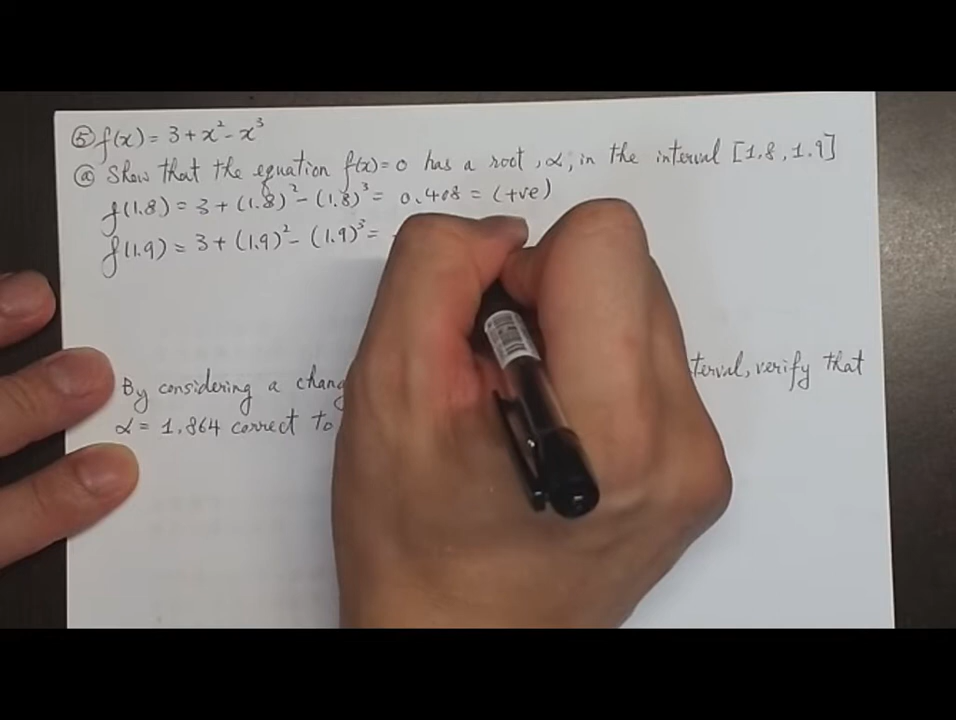 ⑤ f(x) = 3 + x² - x³
ⓐ Show that the equation f(x) = 0 has a root, α, in the interval [1.8, 1.9]
f(1.8) = 3 + (1.8)² - (1.8)³ = 0.408 = (+ve)
f(1.9) = 3 + (1.9)² - (1.9)³ =
By considering a chang terval, verify that
α = 1.864 correct to